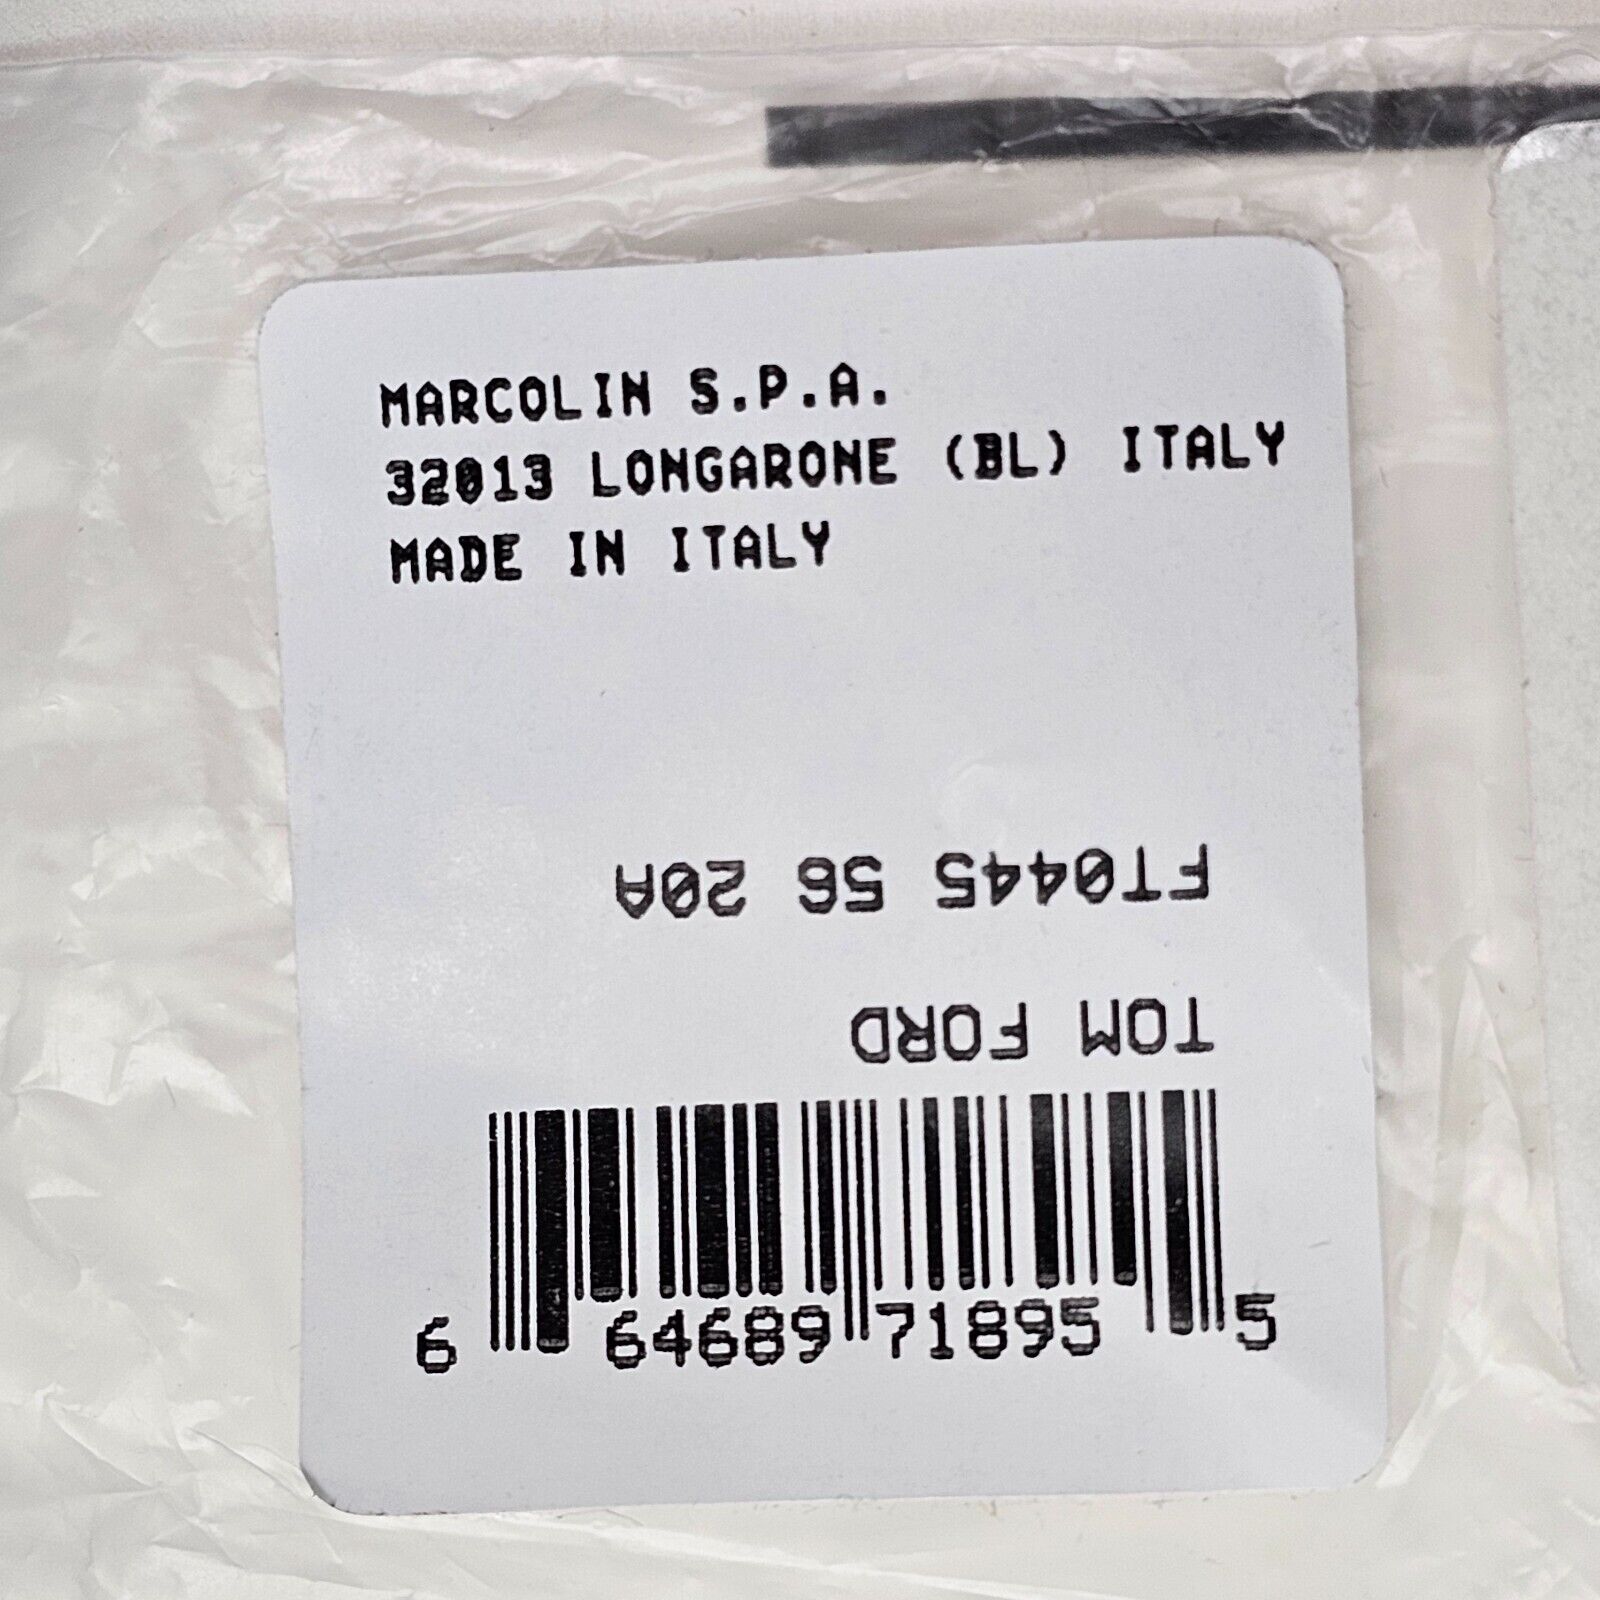 MARCOLIN S.P.A.
32013 LONGARONE (BL) ITALY
MADE IN ITALY
FT0445 56 20A
TOM FORD
6 64689 71895 5